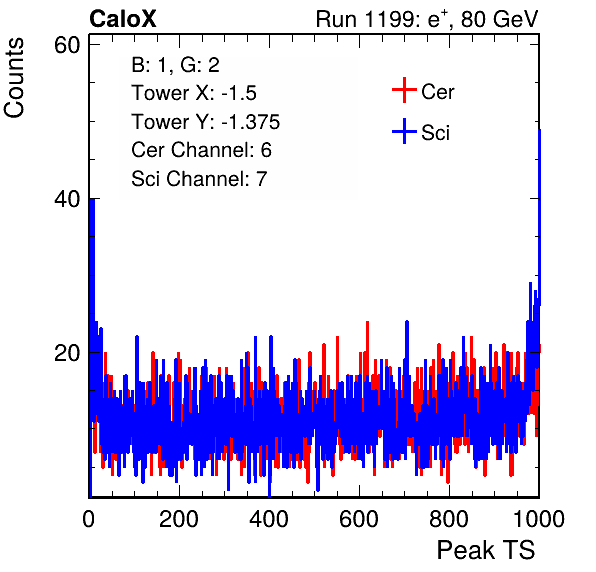 CaloX Run 1199: e⁺, 80 GeV
Counts
60
40
20
B: 1, G: 2
Tower X: -1.5
Tower Y: -1.375
Cer Channel: 6
Sci Channel: 7
Cer
Sci
0 200 400 600 800 1000
Peak TS